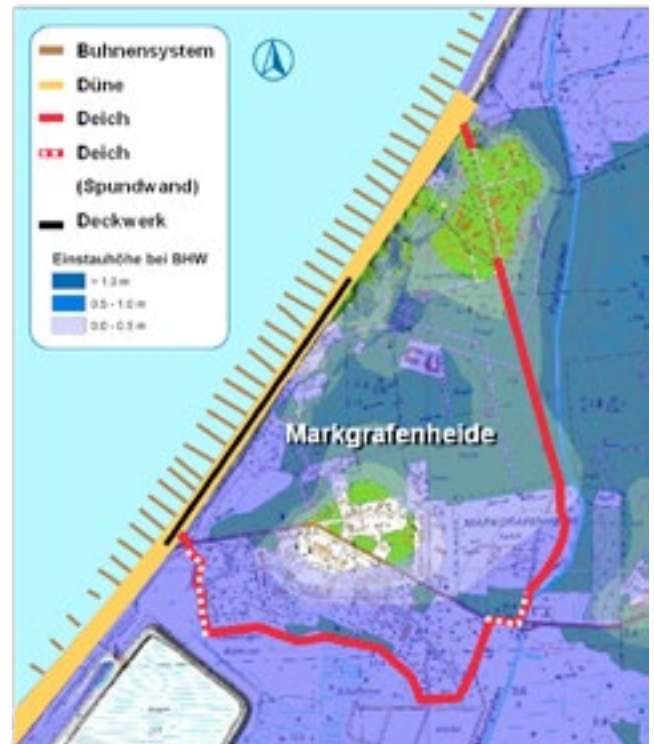 Buhnensystem
Düne
Deich
Deich
(Spundwand)
Deckwerk
Einstauhöhe bei BHW
> 1.0 m
0.5 - 1.0 m
0.0 - 0.5 m
Markgrafenheide